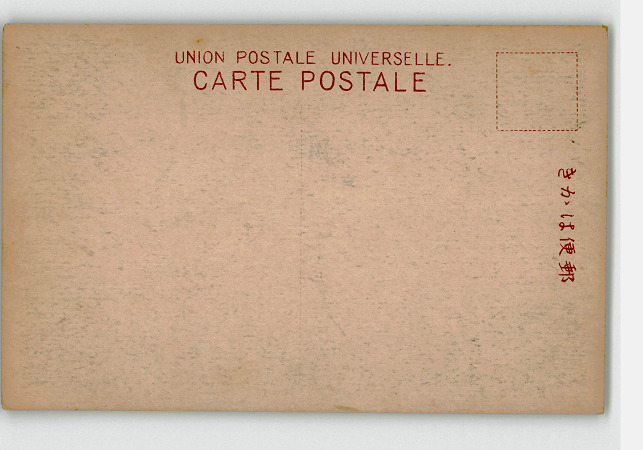 UNION POSTALE UNIVERSELLE.
CARTE POSTALE
きかは便郵